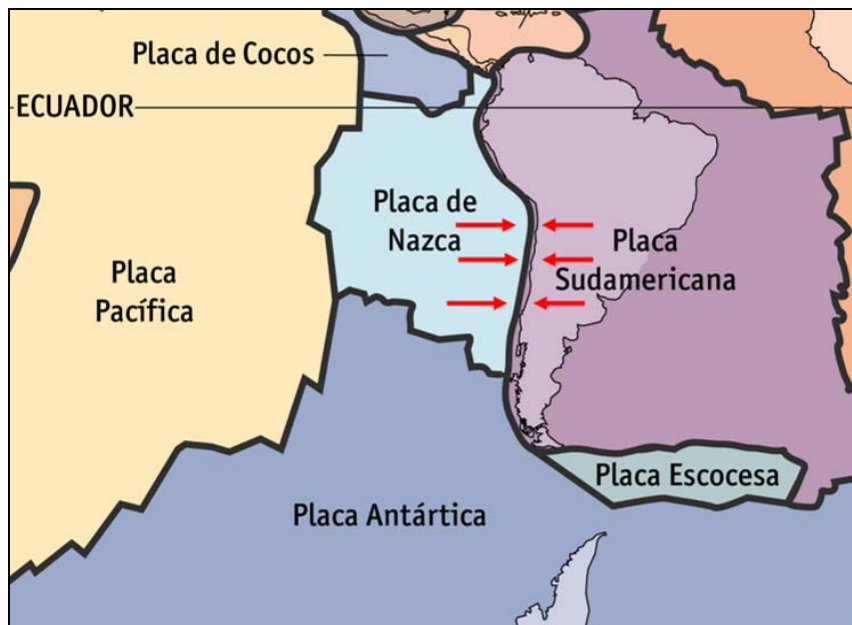 Placa de Cocos
ECUADOR
Placa de
Nazca
Placa
Sudamericana
Placa
Pacífica
Placa Escocesa
Placa Antártica